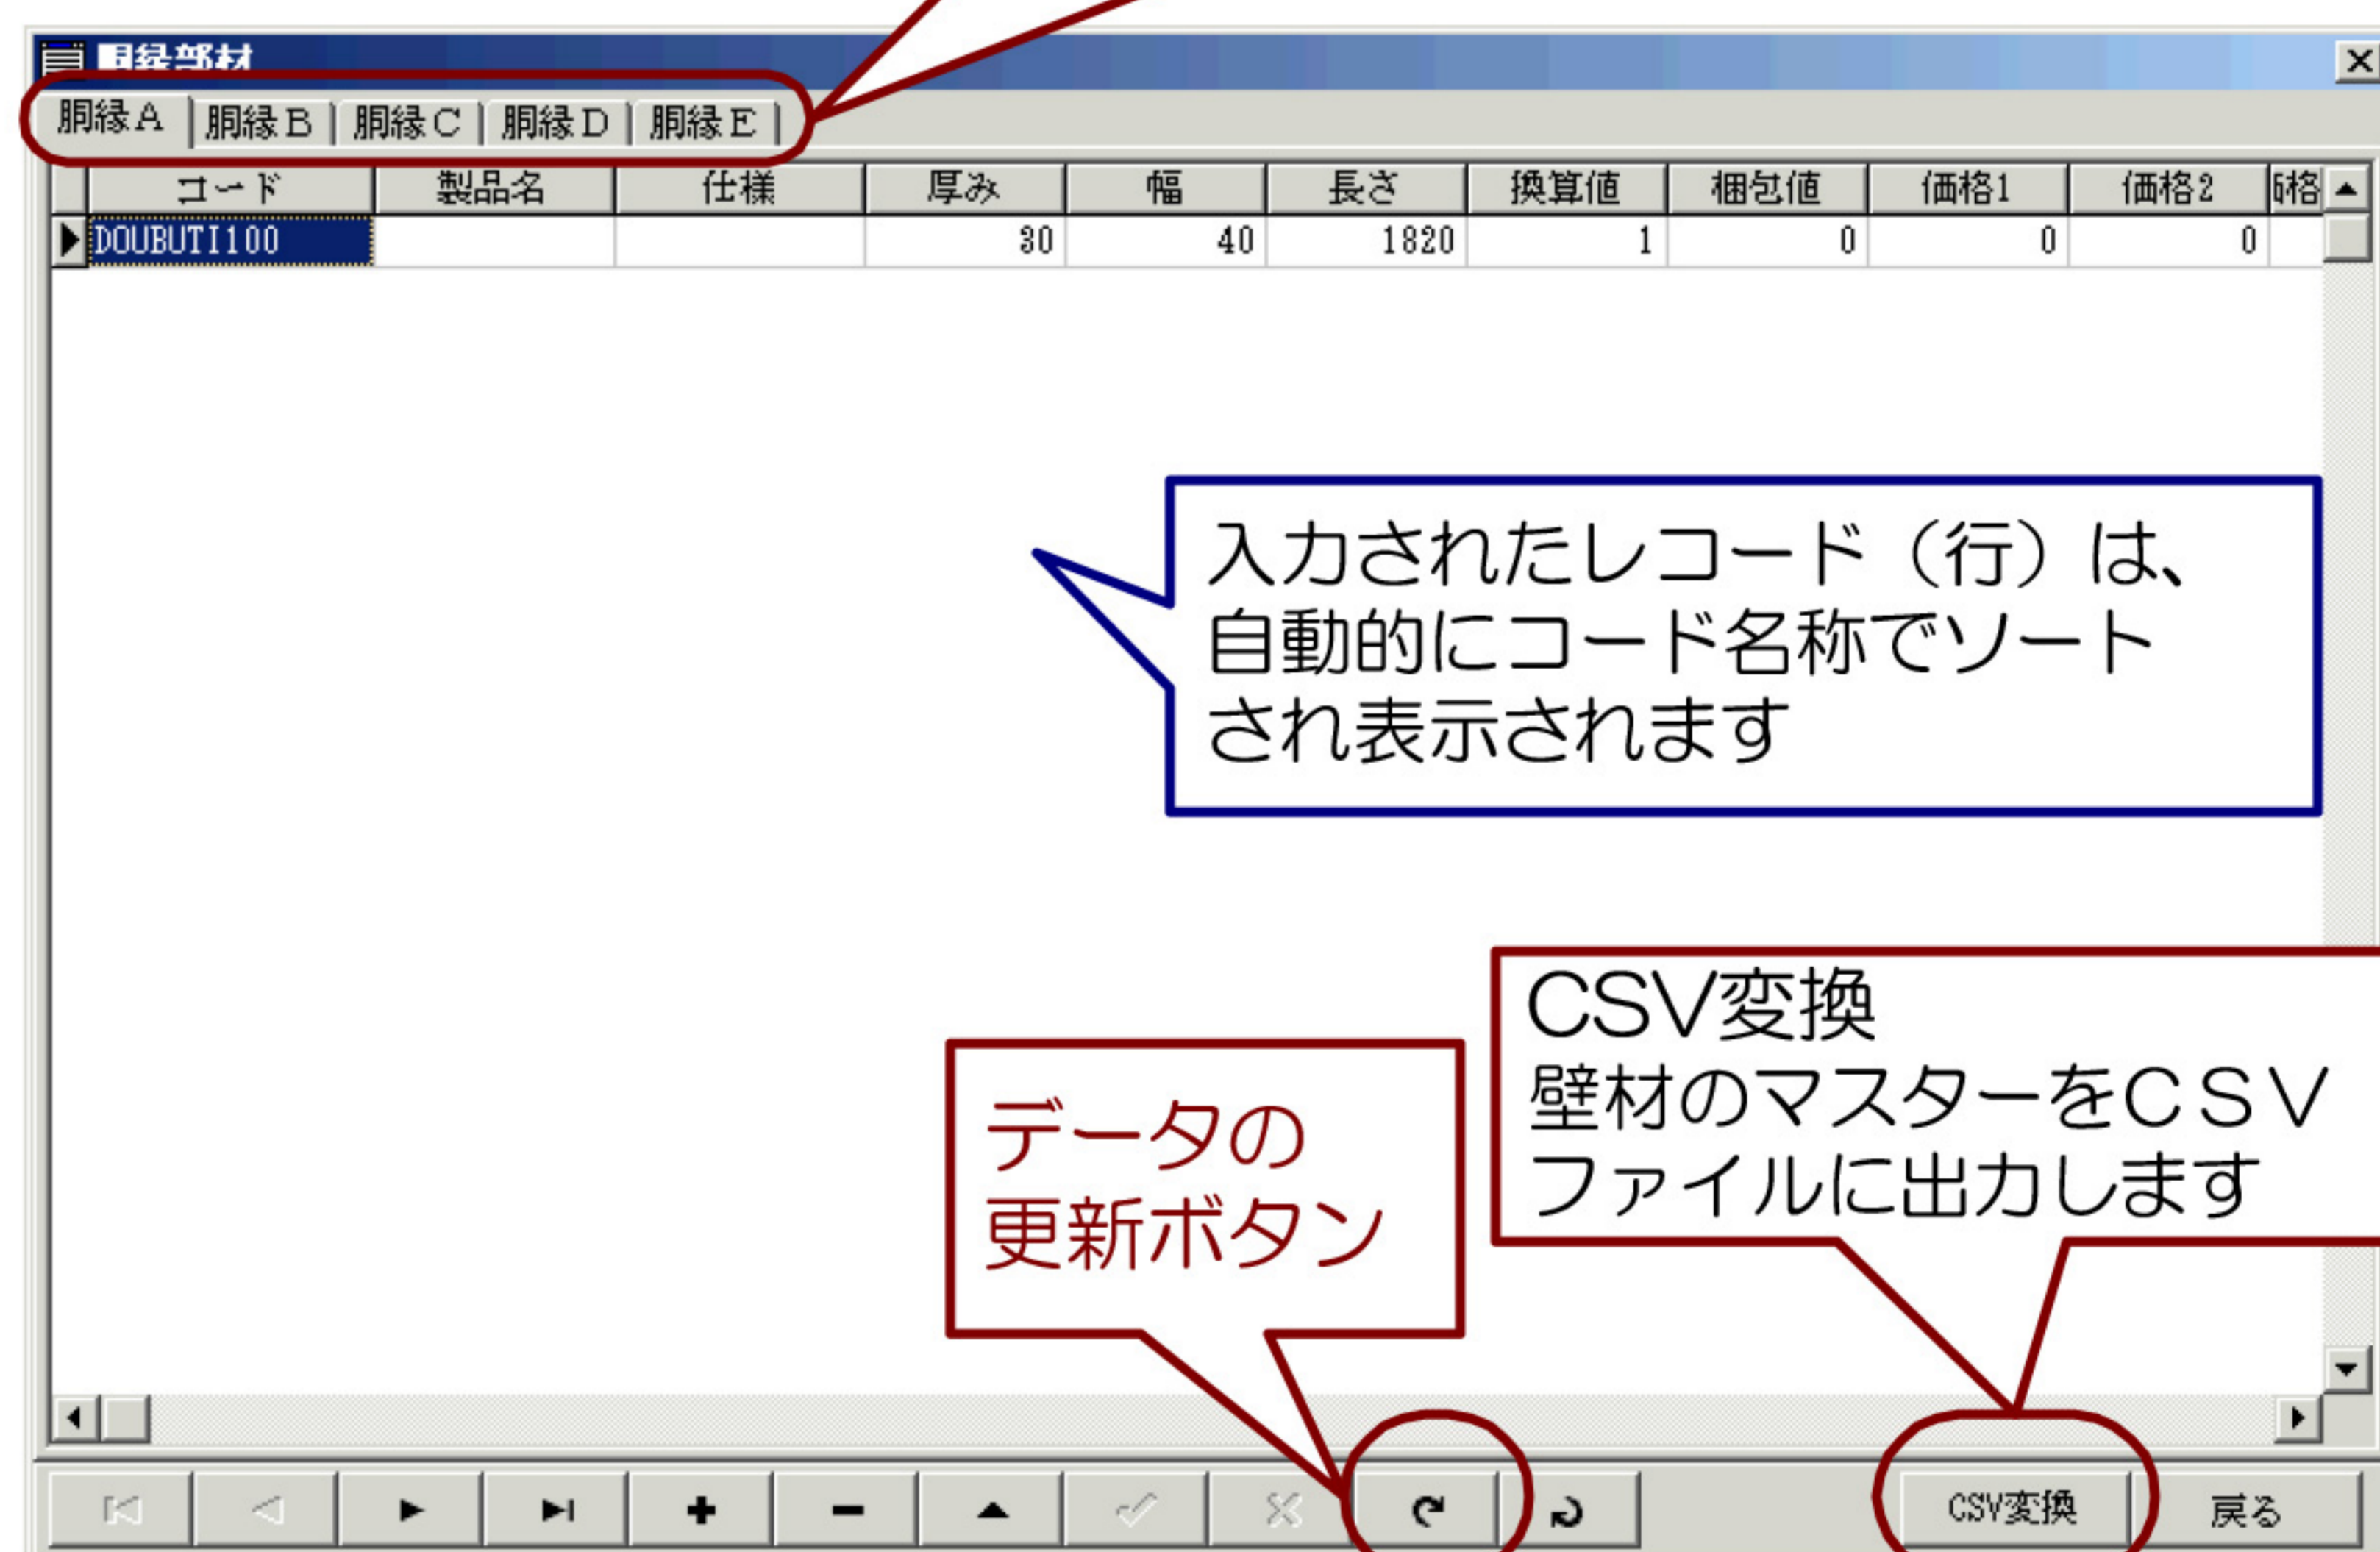 胴縁部材
胴縁A 胴縁B 胴縁C 胴縁D 胴縁E
コード 製品名 仕様 厚み 幅 長さ 換算値 梱包値 価格1 価格2 格
DOUBUTI100 30 40 1820 1 0 0 0
入力されたレコード（行）は、
自動的にコード名称でソート
され表示されます
CSV変換
壁材のマスターをＣＳＶ
ファイルに出力します
データの
更新ボタン
CSV変換 戻る